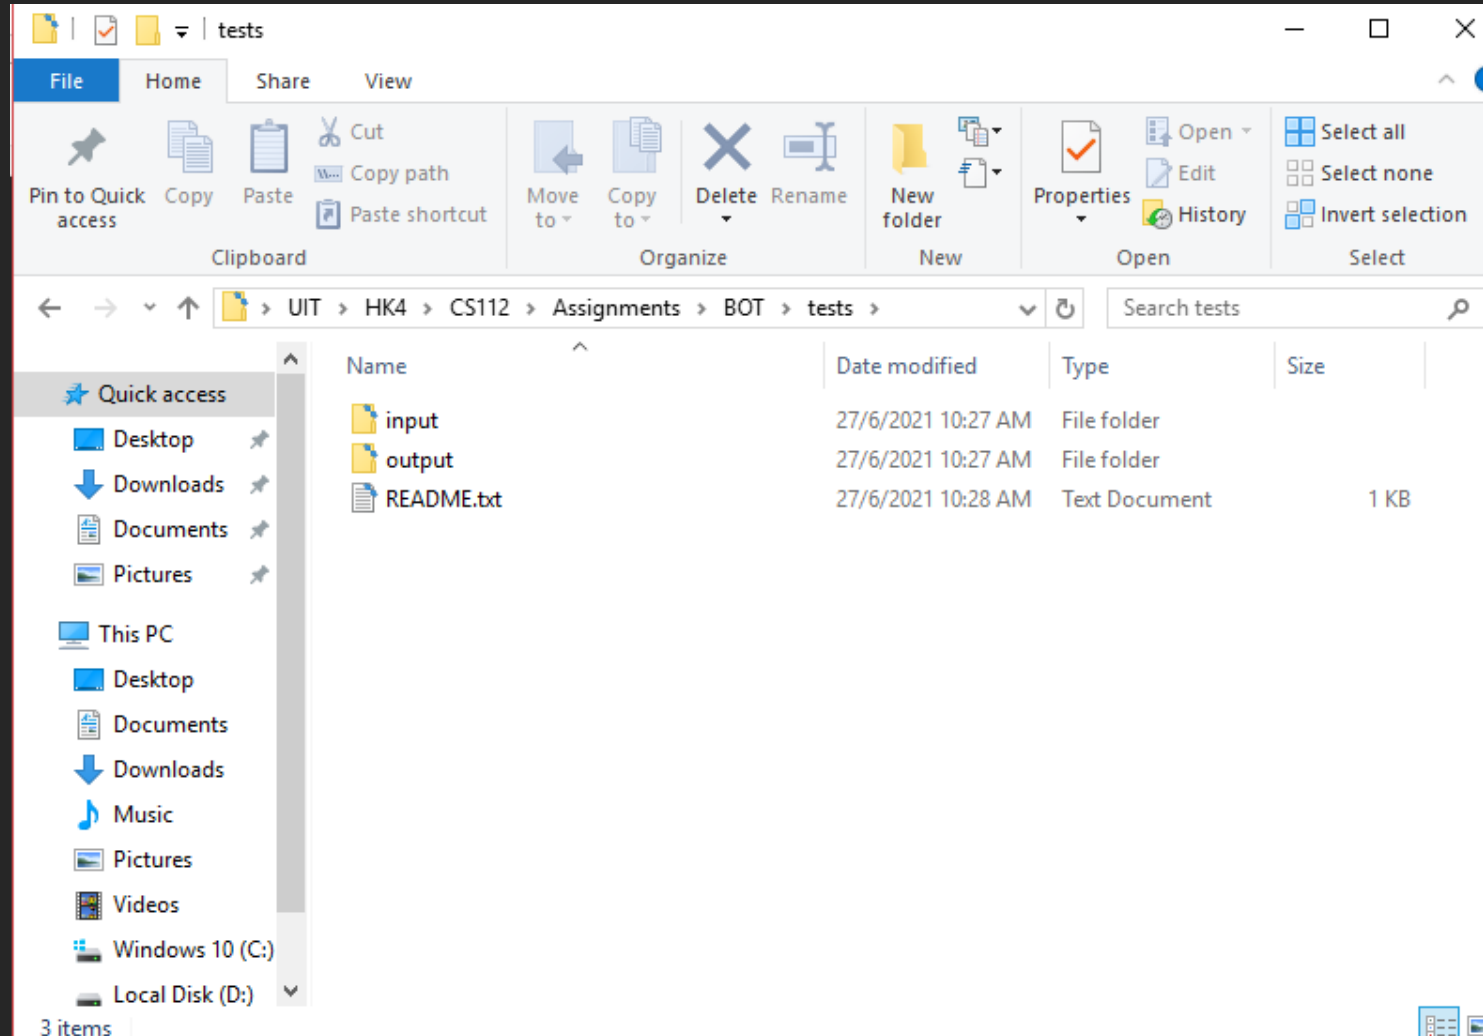 tests
File Home Share View
Pin to Quick access
Copy
Paste
Cut
Copy path
Paste shortcut
Clipboard
Move to
Copy to
Delete
Rename
Organize
New folder
New
Properties
Open
Edit
History
Open
Select all
Select none
Invert selection
Select
UIT > HK4 > CS112 > Assignments > BOT > tests >
Search tests
Quick access
Desktop
Downloads
Documents
Pictures
This PC
Desktop
Documents
Downloads
Music
Pictures
Videos
Windows 10 (C:)
Local Disk (D:)
Name Date modified Type Size
input 27/6/2021 10:27 AM File folder
output 27/6/2021 10:27 AM File folder
README.txt 27/6/2021 10:28 AM Text Document 1 KB
3 items